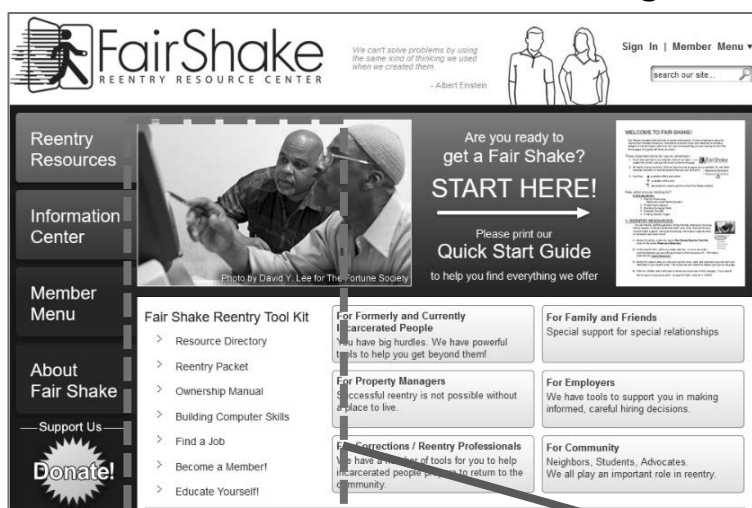 FairShake
REENTRY RESOURCE CENTER
We can't solve problems by using
the same kind of thinking we used
when we created them.
- Albert Einstein
Sign In | Member Menu
search our site...
Reentry
Resources
Information
Center
Member
Menu
About
Fair Shake
Support Us
Donate!
Photo by David Y. Lee for The Fortune Society
Are you ready to
get a Fair Shake?
START HERE!
Please print our
Quick Start Guide
to help you find everything we offer
WELCOME TO FAIR SHAKE!
Fair Shake Reentry Tool Kit
Resource Directory
Reentry Packet
Ownership Manual
Building Computer Skills
Find a Job
Become a Member!
Educate Yourself!
For Formerly and Currently
Incarcerated People
You have big hurdles. We have powerful
tools to help you get beyond them!
For Family and Friends
Special support for special relationships
For Property Managers
Successful reentry is not possible without
a place to live.
For Employers
We have tools to support you in making
informed, careful hiring decisions.
For Corrections / Reentry Professionals
We have a number of tools for you to help
incarcerated people prepare to return to the
community.
For Community
Neighbors, Students, Advocates.
We all play an important role in reentry.